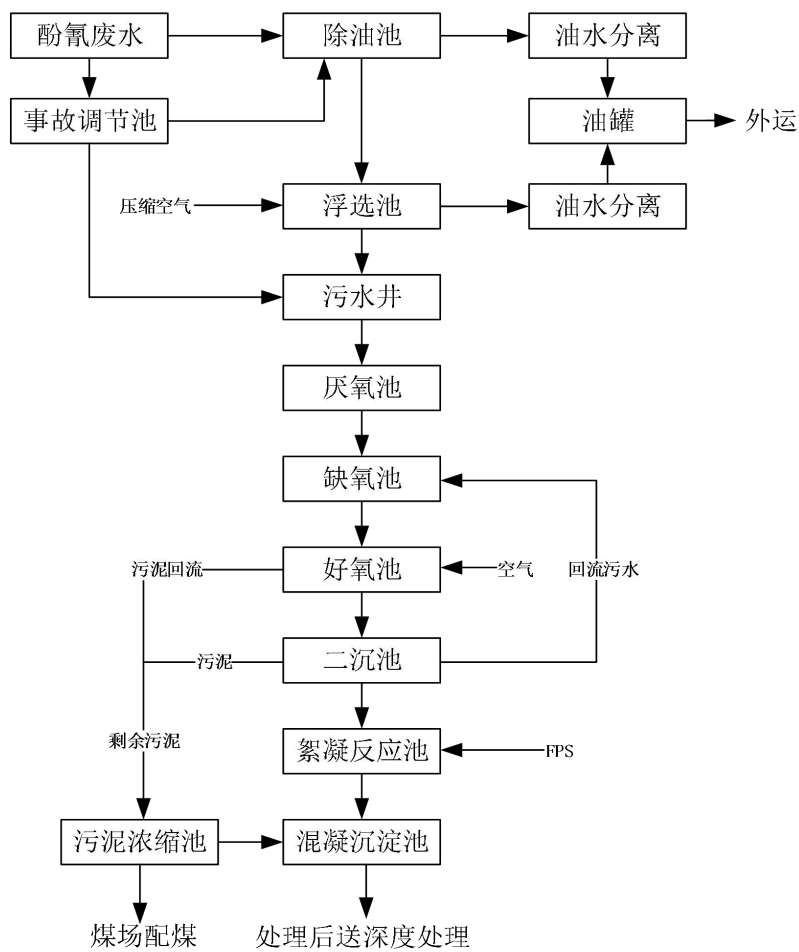 酚氰废水
除油池
油水分离
事故调节池
油罐
外运
压缩空气
浮选池
油水分离
污水井
厌氧池
缺氧池
污泥回流
好氧池
空气
回流污水
污泥
二沉池
剩余污泥
絮凝反应池
FPS
污泥浓缩池
混凝沉淀池
煤场配煤
处理后送深度处理